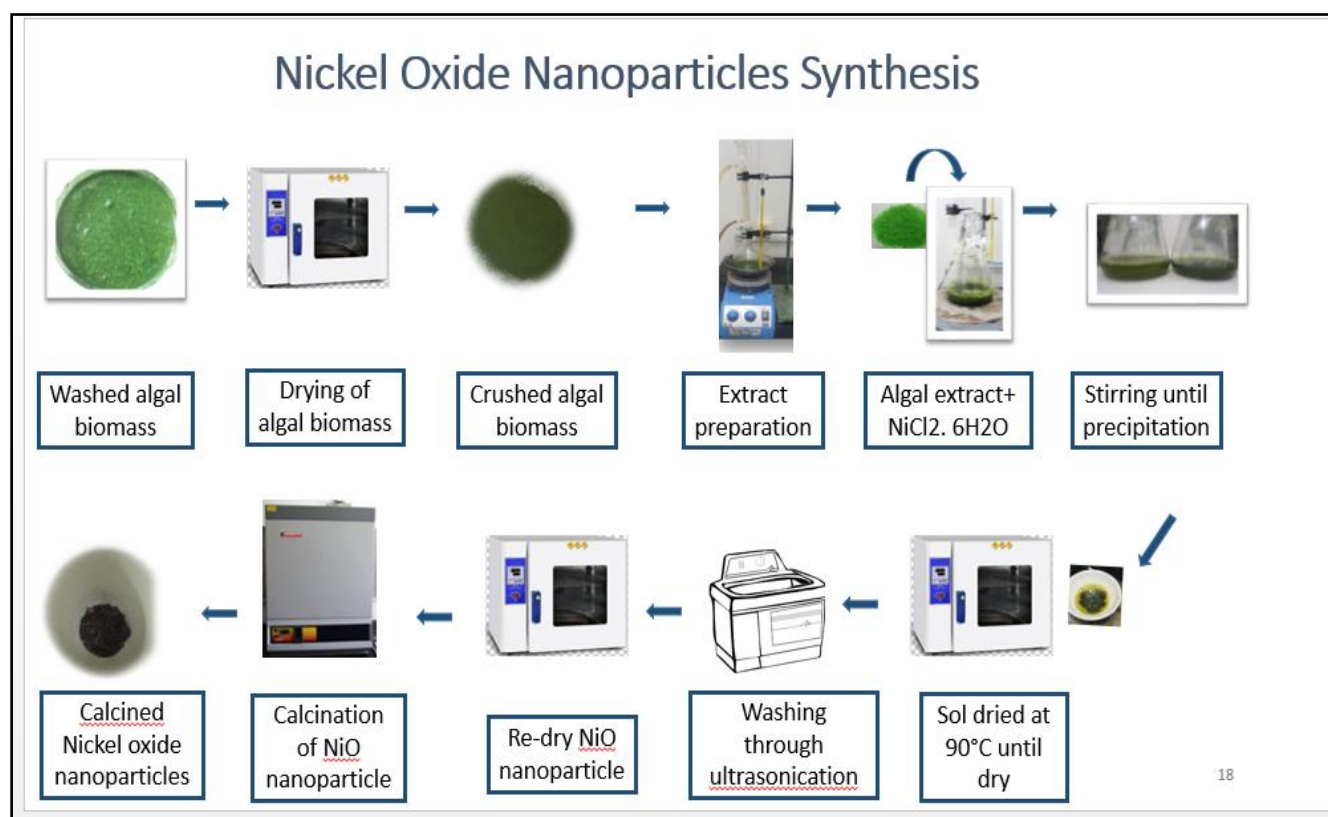 Nickel Oxide Nanoparticles Synthesis
Washed algal
biomass
Drying of
algal biomass
Crushed algal
biomass
Extract
preparation
Algal extract+
NiCl2. 6H2O
Stirring until
precipitation
Calcined
Nickel oxide
nanoparticles
Calcination
of NiO
nanoparticle
Re-dry NiO
nanoparticle
Washing
through
ultrasonication
Sol dried at
90°C until
dry
18